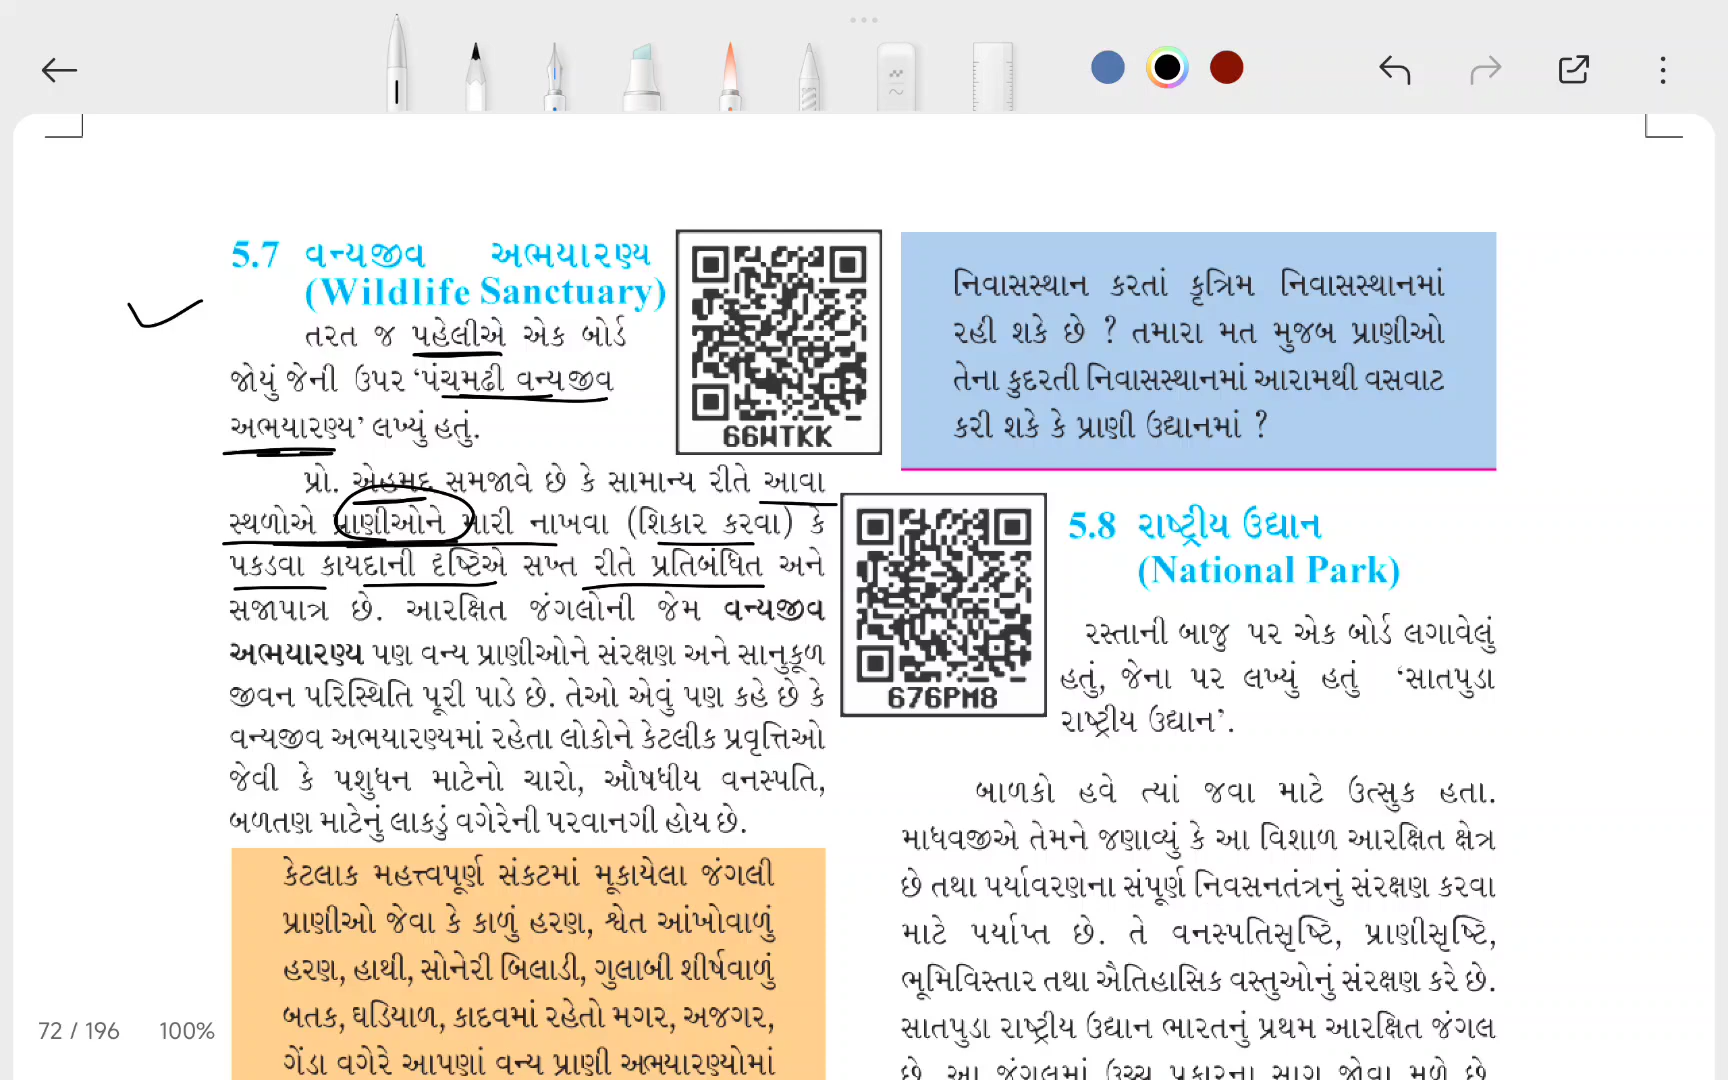 5.7 વન્યજીવ અભયારણ્ય
(Wildlife Sanctuary)
તરત જ પહેલીએ એક બોર્ડ
જોયું જેની ઉપર ‘પંચમઢી વન્યજીવ
અભયારણ્ય’ લખ્યું હતું.
66WTKK
પ્રો. એહમદ સમજાવે છે કે સામાન્ય રીતે આવા
સ્થળોએ પ્રાણીઓને મારી નાખવા (શિકાર કરવા) કે
પકડવા કાયદાની દૃષ્ટિએ સખ્ત રીતે પ્રતિબંધિત અને
સજાપાત્ર છે. આરક્ષિત જંગલોની જેમ વન્યજીવ
અભયારણ્ય પણ વન્ય પ્રાણીઓને સંરક્ષણ અને સાનુકૂળ
જીવન પરિસ્થિતિ પૂરી પાડે છે. તેઓ એવું પણ કહે છે કે
વન્યજીવ અભયારણ્યમાં રહેતા લોકોને કેટલીક પ્રવૃત્તિઓ
જેવી કે પશુધન માટેનો ચારો, ઔષધીય વનસ્પતિ,
બળતણ માટેનું લાકડું વગેરેની પરવાનગી હોય છે.
કેટલાક મહત્ત્વપૂર્ણ સંકટમાં મૂકાયેલા જંગલી
પ્રાણીઓ જેવા કે કાળું હરણ, શ્વેત આંખોવાળું
હરણ, હાથી, સોનેરી બિલાડી, ગુલાબી શીર્ષવાળું
બતક, ઘડિયાળ, કાદવમાં રહેતો મગર, અજગર,
ગેંડા વગેરે આપણાં વન્ય પ્રાણી અભયારણ્યોમાં
નિવાસસ્થાન કરતાં કૃત્રિમ નિવાસસ્થાનમાં
રહી શકે છે ? તમારા મત મુજબ પ્રાણીઓ
તેના કુદરતી નિવાસસ્થાનમાં આરામથી વસવાટ
કરી શકે કે પ્રાણી ઉદ્યાનમાં ?
676PM8
5.8 રાષ્ટ્રીય ઉદ્યાન
(National Park)
રસ્તાની બાજુ પર એક બોર્ડ લગાવેલું
હતું, જેના પર લખ્યું હતું ‘સાતપુડા
રાષ્ટ્રીય ઉદ્યાન’.
બાળકો હવે ત્યાં જવા માટે ઉત્સુક હતા.
માધવજીએ તેમને જણાવ્યું કે આ વિશાળ આરક્ષિત ક્ષેત્ર
છે તથા પર્યાવરણના સંપૂર્ણ નિવસનતંત્રનું સંરક્ષણ કરવા
માટે પર્યાપ્ત છે. તે વનસ્પતિસૃષ્ટિ, પ્રાણીસૃષ્ટિ,
ભૂમિવિસ્તાર તથા ઐતિહાસિક વસ્તુઓનું સંરક્ષણ કરે છે.
સાતપુડા રાષ્ટ્રીય ઉદ્યાન ભારતનું પ્રથમ આરક્ષિત જંગલ
છે. આ જંગલમાં ઉચ્ચ પ્રકારના સાગ જોવા મળે છે.
72 / 196 100%